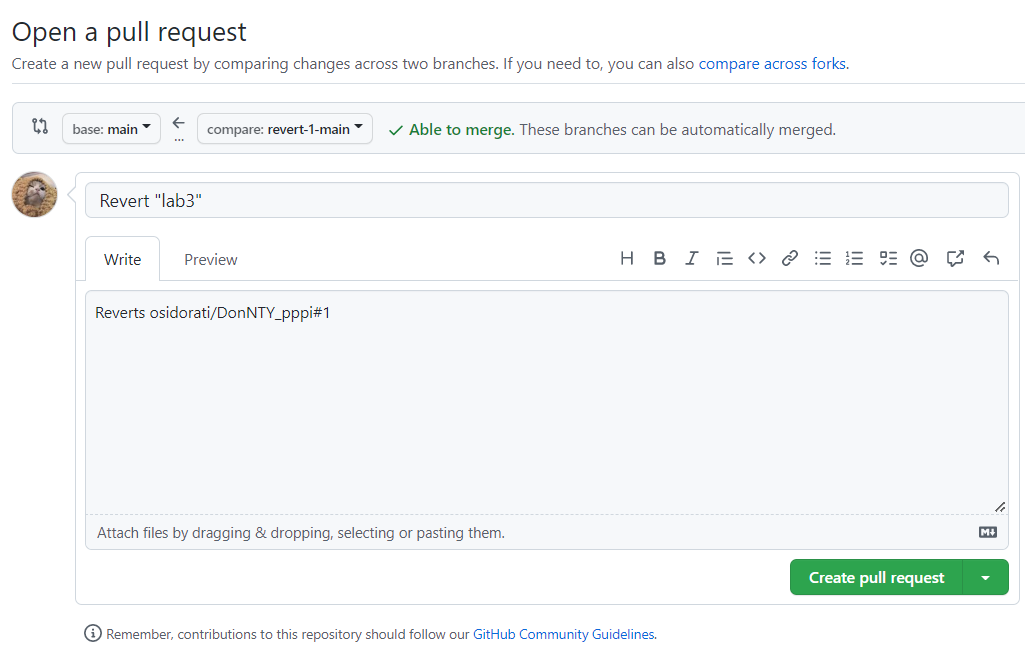 Open a pull request
Create a new pull request by comparing changes across two branches. If you need to, you can also compare across forks.
base: main
...
compare: revert-1-main
Able to merge. These branches can be automatically merged.
Revert "lab3"
Write
Preview
Reverts osidorati/DonNTY_pppi#1
Attach files by dragging & dropping, selecting or pasting them.
Create pull request
Remember, contributions to this repository should follow our GitHub Community Guidelines.